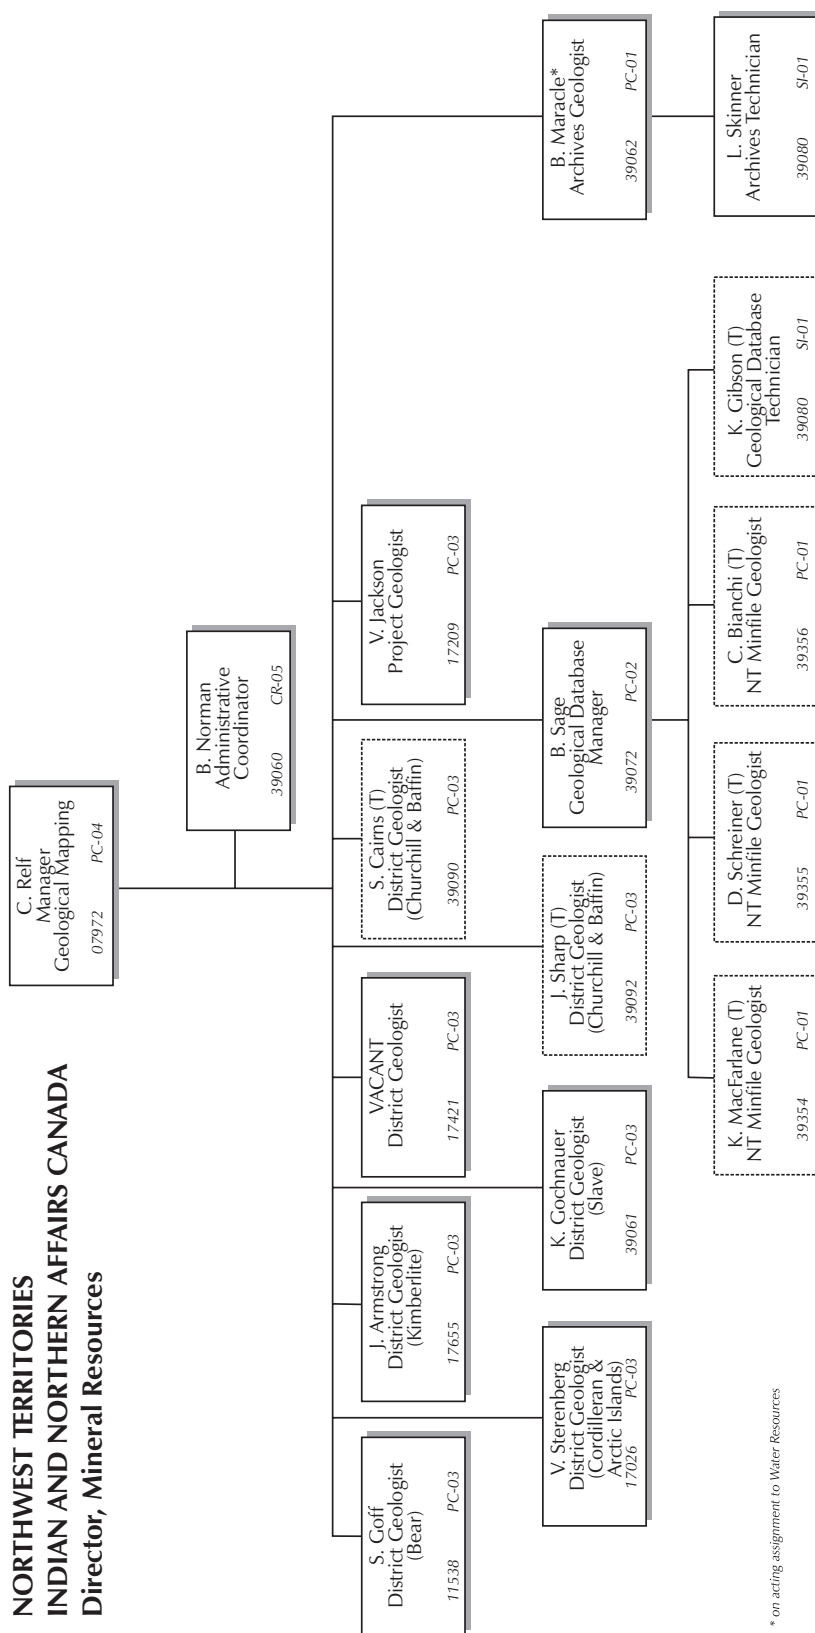 NORTHWEST TERRITORIES
INDIAN AND NORTHERN AFFAIRS CANADA
Director, Mineral Resources
C. Relf
Manager
Geological Mapping
07972 PC-04
B. Norman
Administrative
Coordinator
39060 CR-05
S. Goff
District Geologist
(Bear)
11538 PC-03
J. Armstrong
District Geologist
(Kimberlite)
17655 PC-03
VACANT
District Geologist
17421 PC-03
S. Cairns (T)
District Geologist
(Churchill & Baffin)
39090 PC-03
V. Jackson
Project Geologist
17209 PC-03
V. Sterenberg
District Geologist
(Cordilleran &
Arctic Islands)
17026 PC-03
K. Gochnauer
District Geologist
(Slave)
39061 PC-03
J. Sharp (T)
District Geologist
(Churchill & Baffin)
39092 PC-03
B. Sage
Geological Database
Manager
39072 PC-02
B. Maracle*
Archives Geologist
39062 PC-01
K. MacFarlane (T)
NT Minfile Geologist
39354 PC-01
D. Schreiner (T)
NT Minfile Geologist
39355 PC-01
C. Bianchi (T)
NT Minfile Geologist
39356 PC-01
K. Gibson (T)
Geological Database
Technician
39080 SI-01
L. Skinner
Archives Technician
39080 SI-01
* on acting assignment to Water Resources